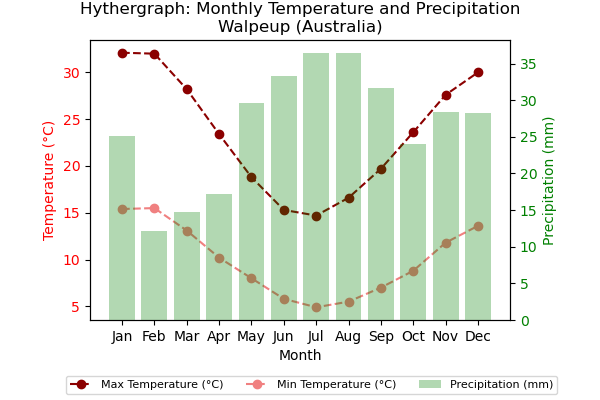 Hythergraph: Monthly Temperature and Precipitation
Walpeup (Australia)
Temperature (°C)
30
25
20
15
10
5
35
30
25
20
15
10
5
0
Precipitation (mm)
Jan Feb Mar Apr May Jun Jul Aug Sep Oct Nov Dec
Month
Max Temperature (°C) Min Temperature (°C) Precipitation (mm)